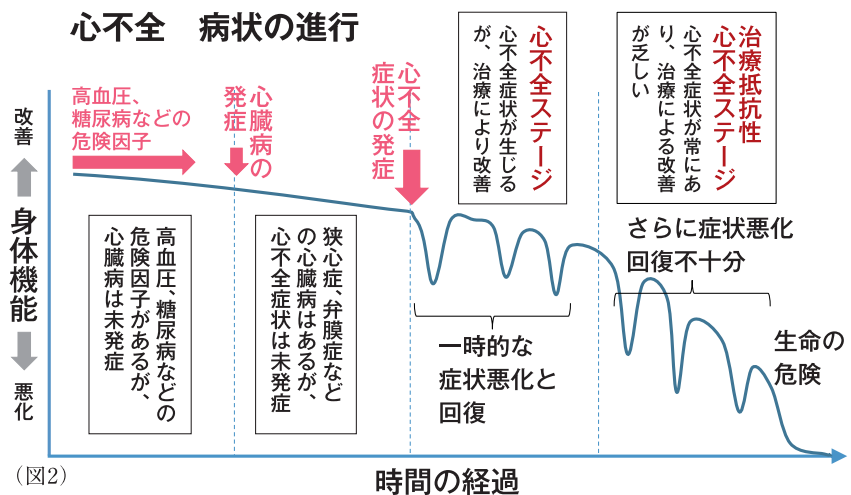 心不全　病状の進行
改善
身体機能
悪化
高血圧、
糖尿病などの
危険因子
心臓病の
発症
心不全
症状の発症
心不全ステージ
心不全症状が生じる
が、治療により改善
治療抵抗性
心不全ステージ
心不全症状が常にあ
り、治療による改善
が乏しい
高血圧、糖尿病などの
危険因子があるが、
心臓病は未発症
狭心症、弁膜症など
の心臓病はあるが、
心不全症状は未発症
一時的な
症状悪化と
回復
さらに症状悪化
回復不十分
生命の
危険
（図2）
時間の経過